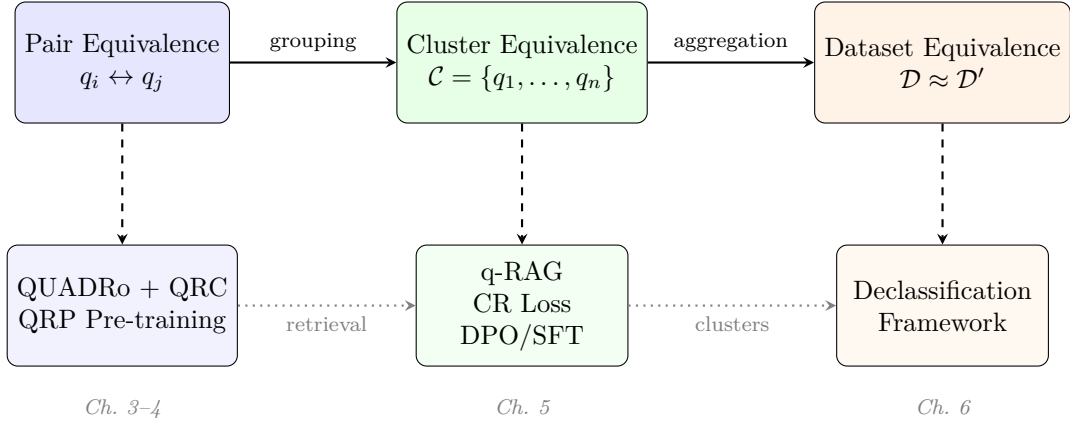 Pair Equivalence
q_i ↔ q_j
grouping
Cluster Equivalence
𝒞 = {q_1, . . . , q_n}
aggregation
Dataset Equivalence
𝒟 ≈ 𝒟′
QUADRo + QRC
QRP Pre-training
retrieval
q-RAG
CR Loss
DPO/SFT
clusters
Declassification
Framework
Ch. 3–4
Ch. 5
Ch. 6